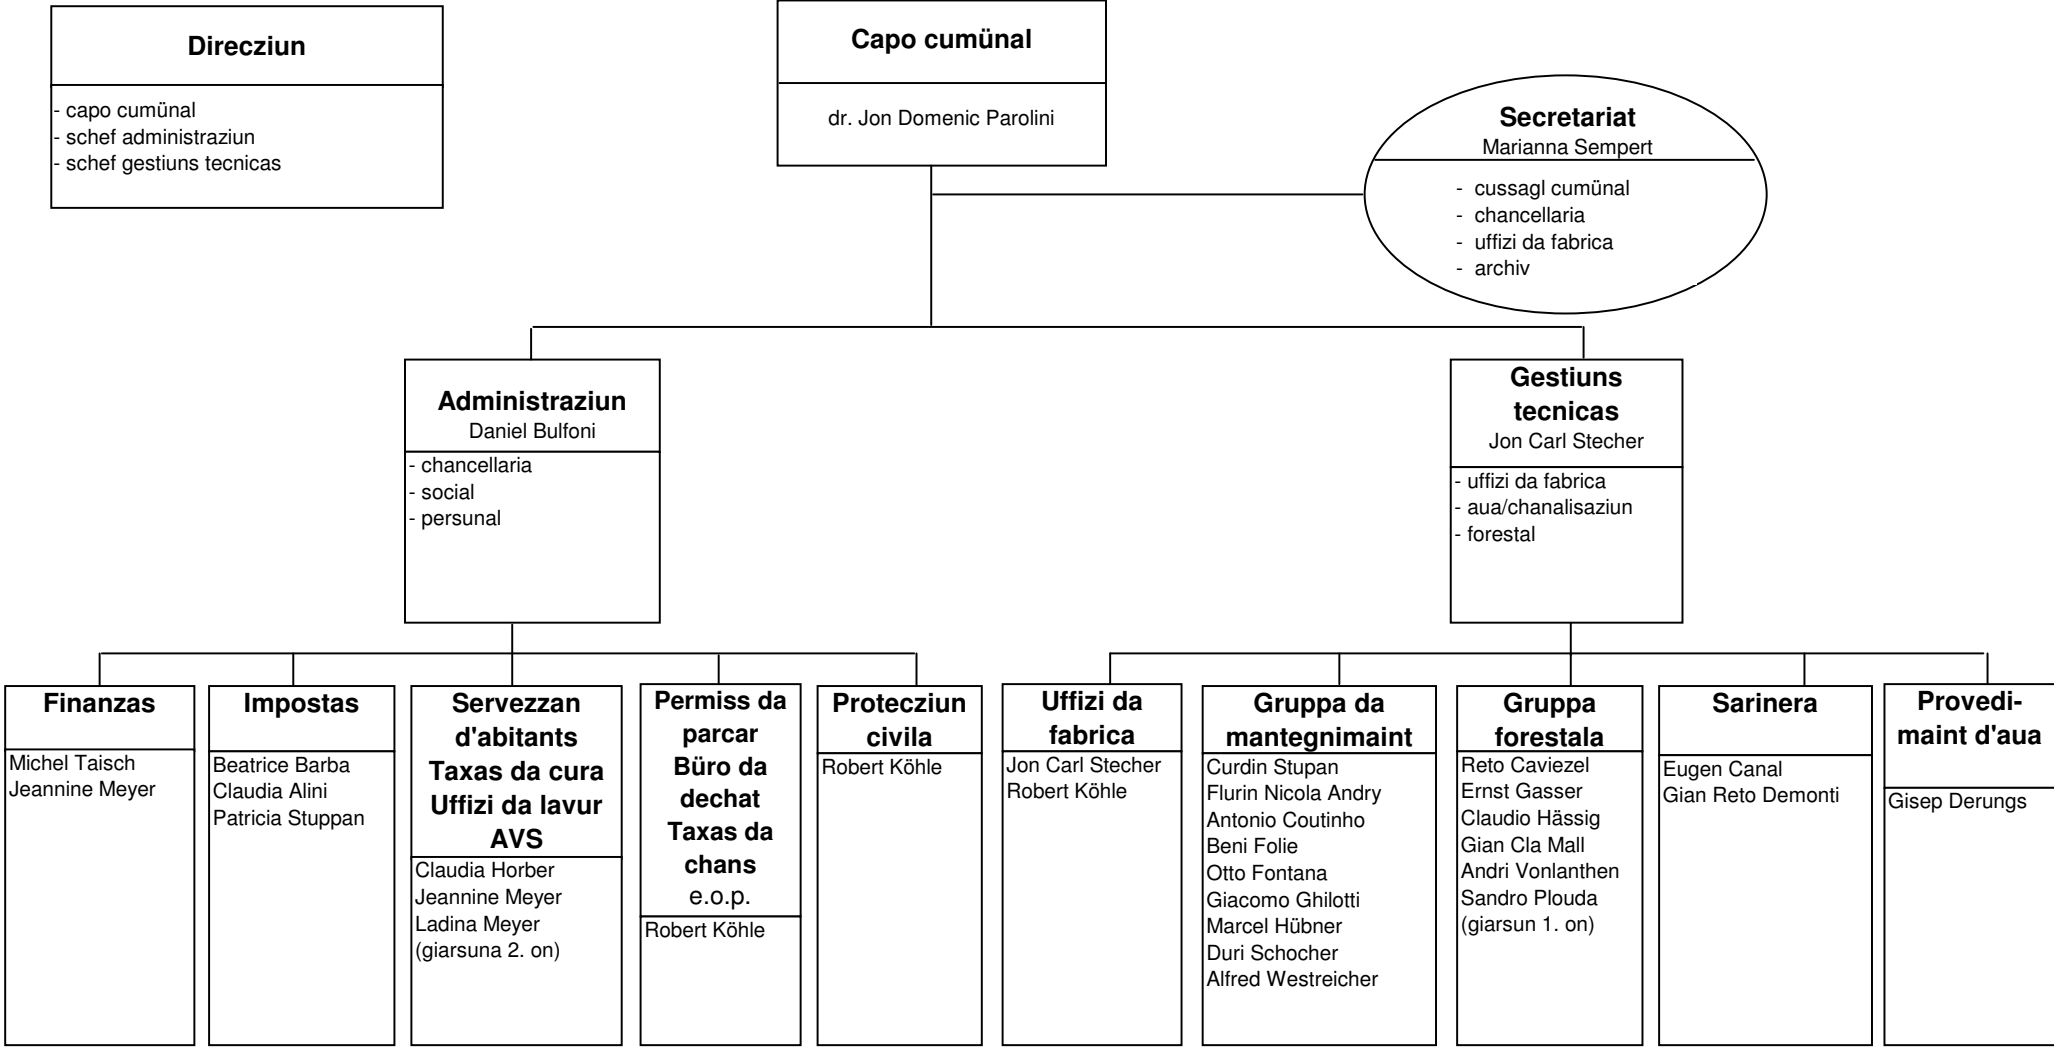 Direcziun
- capo cumünal
- schef administraziun
- schef gestiuns tecnicas
Capo cumünal
dr. Jon Domenic Parolini
Secretariat
Marianna Sempert
- cussagl cumünal
- chancellaria
- uffizi da fabrica
- archiv
Administraziun
Daniel Bulfoni
- chancellaria
- social
- persunal
Gestiuns
tecnicas
Jon Carl Stecher
- uffizi da fabrica
- aua/chanalisaziun
- forestal
Finanzas
Michel Taisch
Jeannine Meyer
Impostas
Beatrice Barba
Claudia Alini
Patricia Stuppan
Servezzan
d'abitants
Taxas da cura
Uffizi da lavur
AVS
Claudia Horber
Jeannine Meyer
Ladina Meyer
(giarsuna 2. on)
Permiss da
parcar
Büro da
dechat
Taxas da
chans
e.o.p.
Robert Köhle
Protecziun
civila
Robert Köhle
Uffizi da
fabrica
Jon Carl Stecher
Robert Köhle
Gruppa da
mantegnimaint
Curdin Stupan
Flurin Nicola Andry
Antonio Coutinho
Beni Folie
Otto Fontana
Giacomo Ghilotti
Marcel Hübner
Duri Schocher
Alfred Westreicher
Gruppa
forestala
Reto Caviezel
Ernst Gasser
Claudio Hässig
Gian Cla Mall
Andri Vonlanthen
Sandro Plouda
(giarsun 1. on)
Sarinera
Eugen Canal
Gian Reto Demonti
Provedi-
maint d'aua
Gisep Derungs